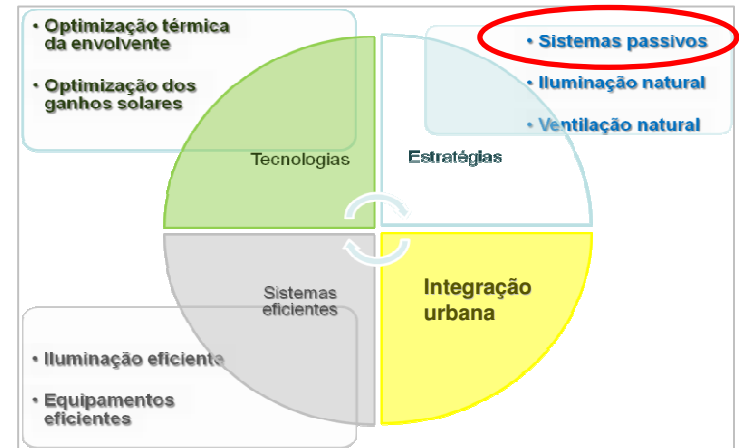 • Optimização térmica
da envolvente
• Optimização dos
ganhos solares
• Sistemas passivos
• Iluminação natural
• Ventilação natural
Tecnologias
Estratégias
Sistemas
eficientes
Integração
urbana
• Iluminação eficiente
• Equipamentos
eficientes